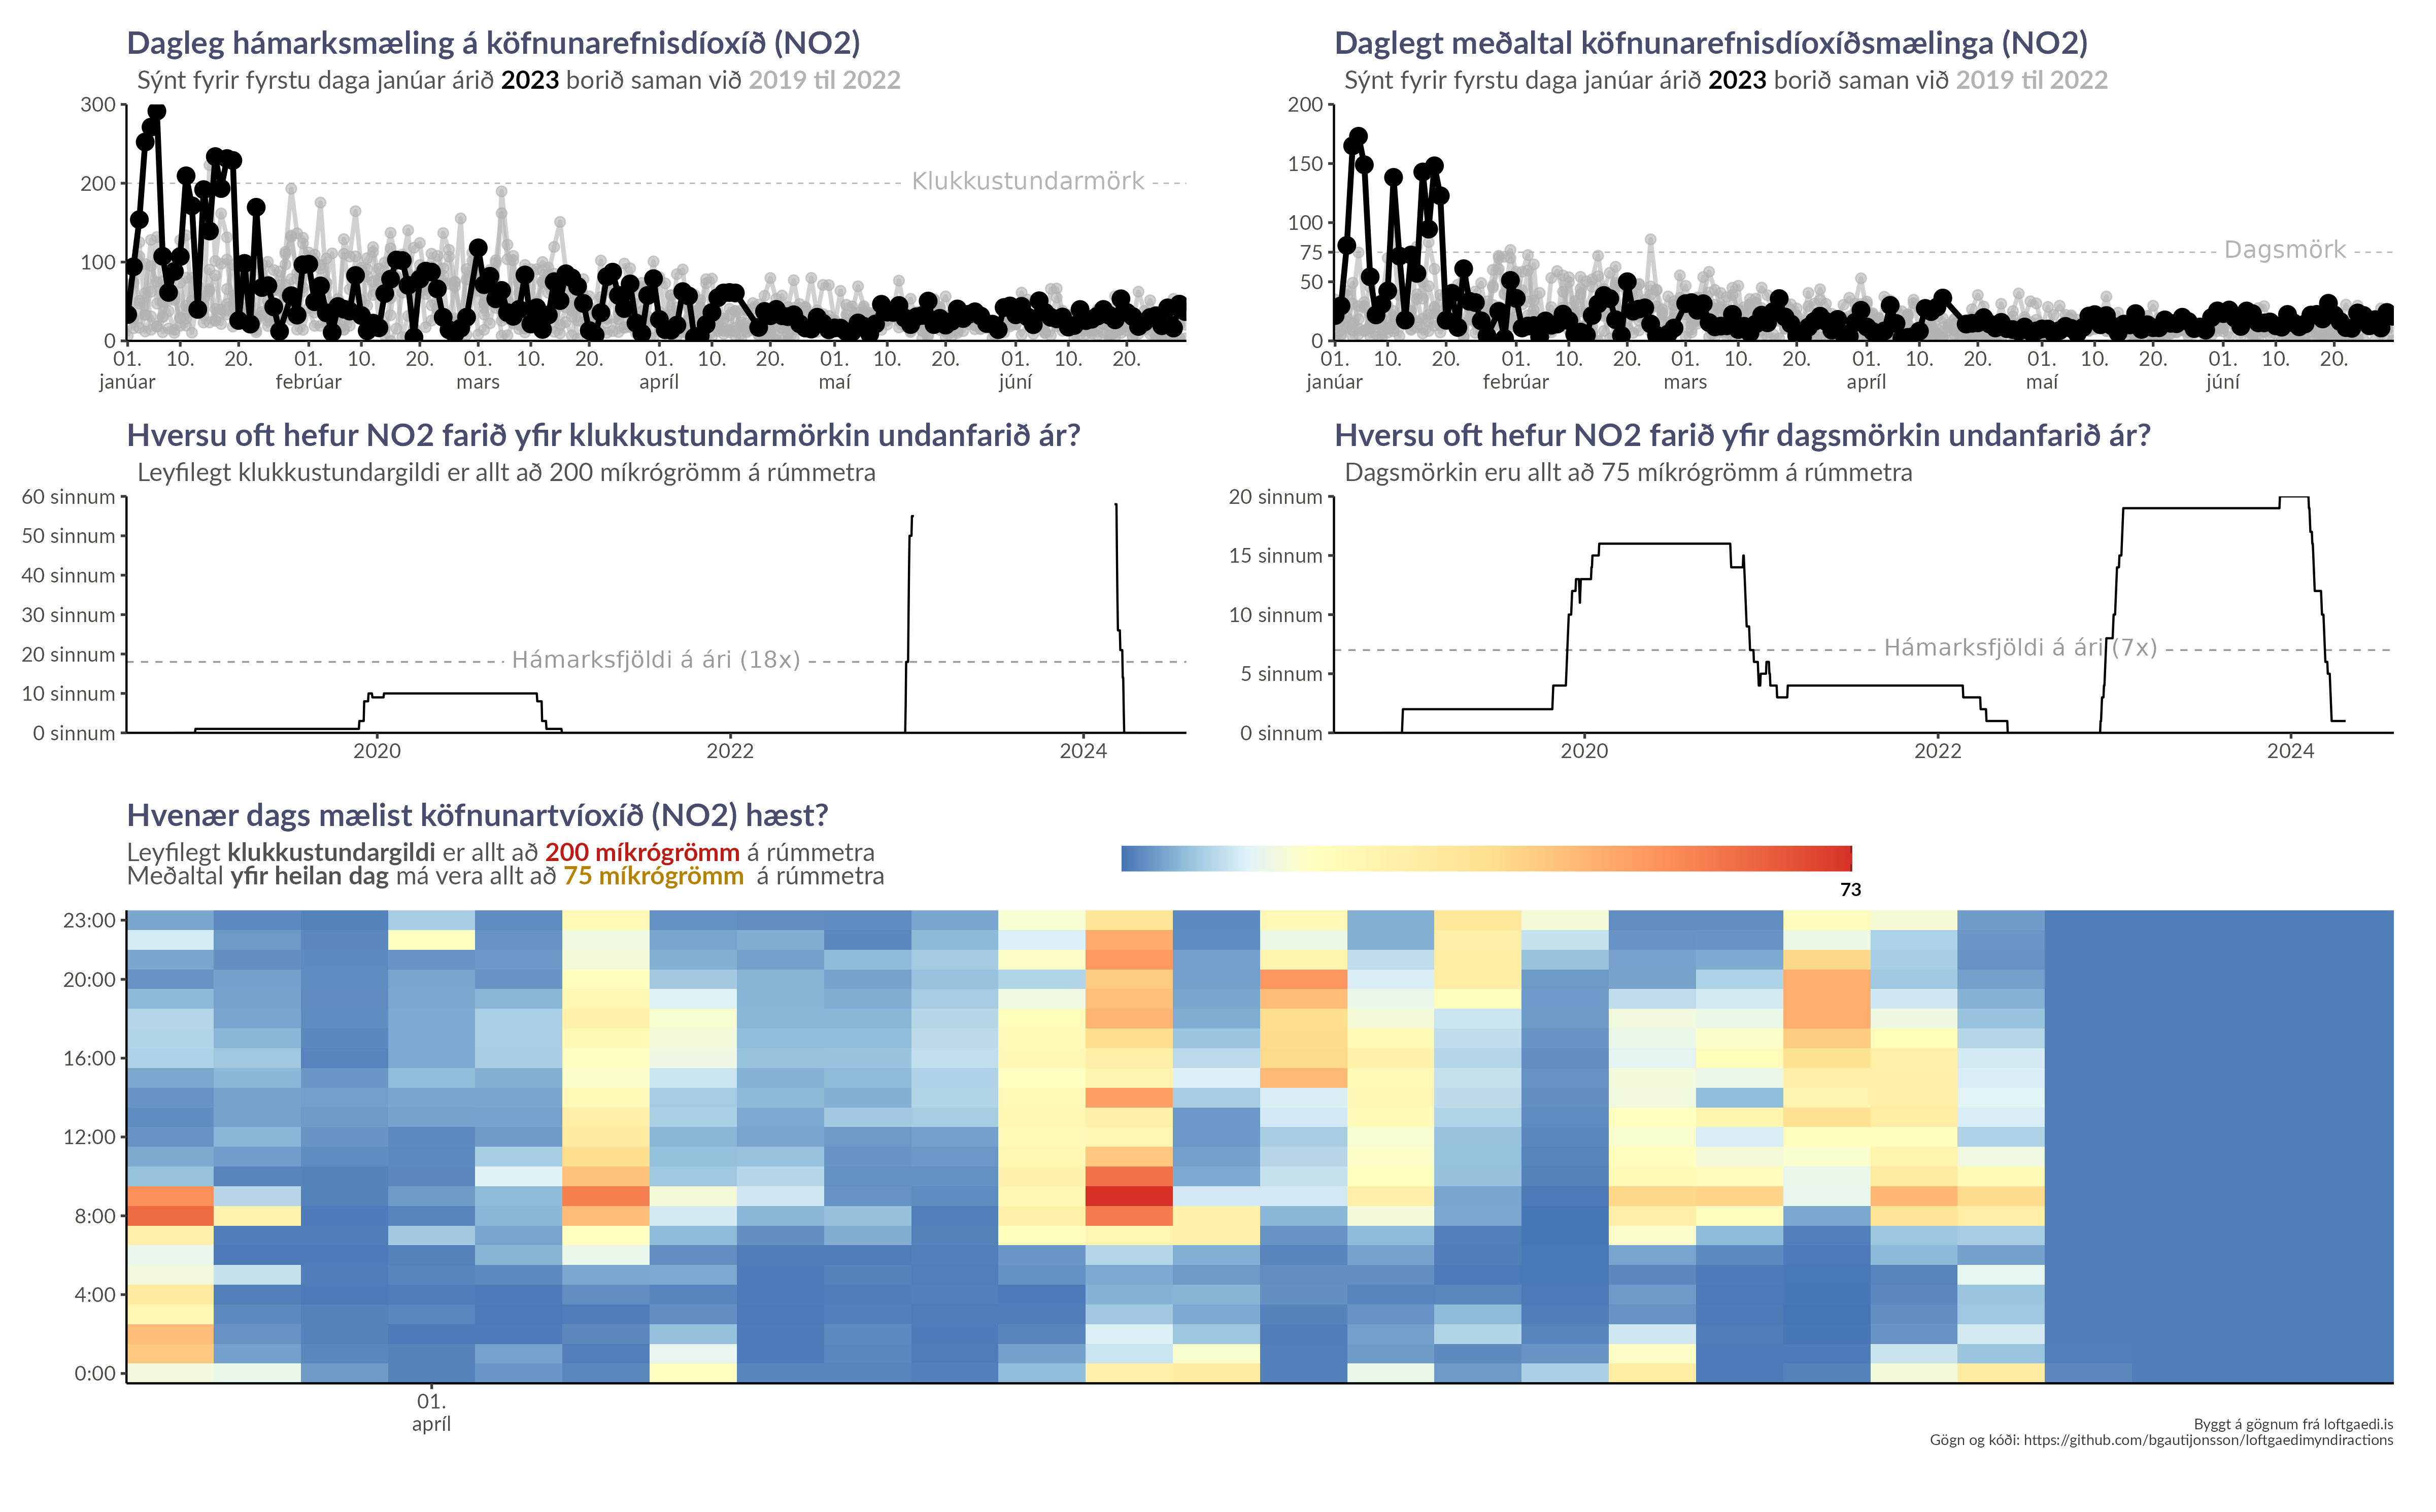 Dagleg hámarksmæling á köfnunarefnisdíoxíð (NO2)
Sýnt fyrir fyrstu daga janúar árið 2023 borið saman við 2019 til 2022
300
200
100
0
Klukkustundarmörk
01. 10. 20. 01. 10. 20. 01. 10. 20. 01. 10. 20. 01. 10. 20. 01. 10. 20.
janúar febrúar mars apríl maí júní
Daglegt meðaltal köfnunarefnisdíoxíðsmælinga (NO2)
Sýnt fyrir fyrstu daga janúar árið 2023 borið saman við 2019 til 2022
200
150
100
75
50
0
Dagsmörk
01. 10. 20. 01. 10. 20. 01. 10. 20. 01. 10. 20. 01. 10. 20. 01. 10. 20.
janúar febrúar mars apríl maí júní
Hversu oft hefur NO2 farið yfir klukkustundarmörkin undanfarið ár?
Leyfilegt klukkustundargildi er allt að 200 míkrógrömm á rúmmetra
60 sinnum
50 sinnum
40 sinnum
30 sinnum
20 sinnum
10 sinnum
0 sinnum
Hámarksfjöldi á ári (18x)
2020 2022 2024
Hversu oft hefur NO2 farið yfir dagsmörkin undanfarið ár?
Dagsmörkin eru allt að 75 míkrógrömm á rúmmetra
20 sinnum
15 sinnum
10 sinnum
5 sinnum
0 sinnum
Hámarksfjöldi á ári (7x)
2020 2022 2024
Hvenær dags mælist köfnunartvíoxíð (NO2) hæst?
Leyfilegt klukkustundargildi er allt að 200 míkrógrömm á rúmmetra
Meðaltal yfir heilan dag má vera allt að 75 míkrógrömm á rúmmetra
73
23:00
20:00
16:00
12:00
8:00
4:00
0:00
01.
apríl
Byggt á gögnum frá loftgaedi.is
Gögn og kóði: https://github.com/bgautijonsson/loftgaedimyndiractions